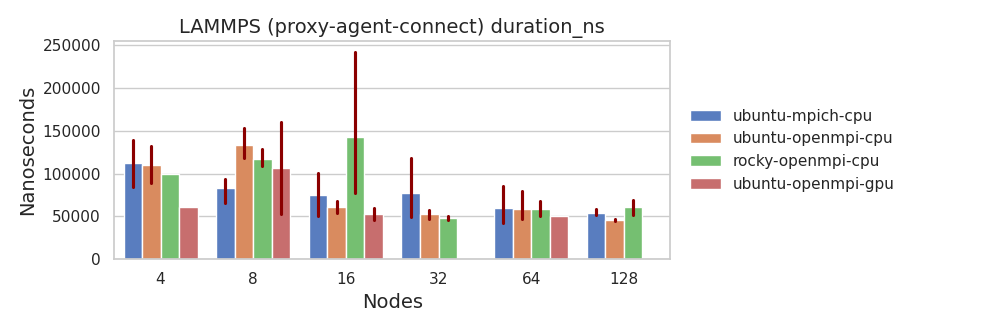 LAMMPS (proxy-agent-connect) duration_ns
Nanoseconds
250000
200000
150000
100000
50000
0
4 8 16 32 64 128
Nodes
ubuntu-mpich-cpu
ubuntu-openmpi-cpu
rocky-openmpi-cpu
ubuntu-openmpi-gpu